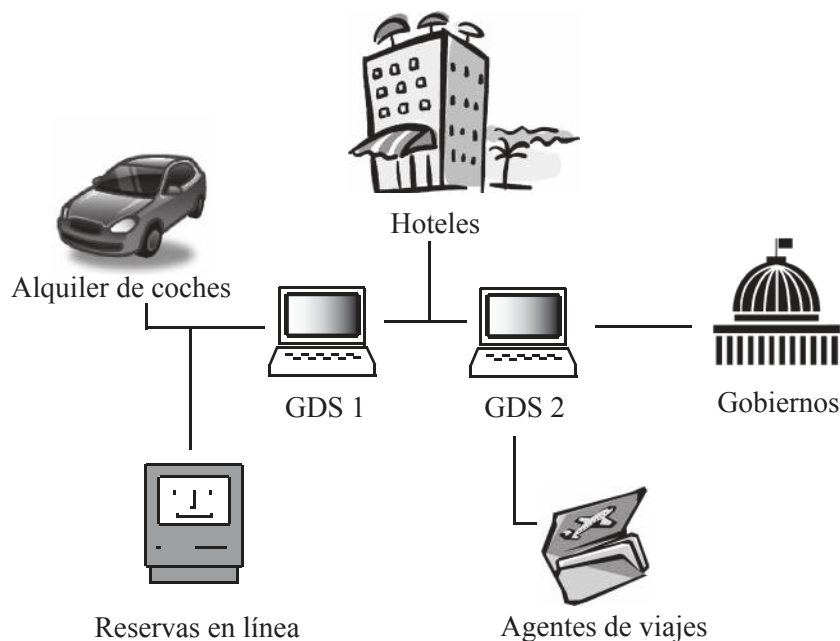 Hoteles
Alquiler de coches
GDS 1
GDS 2
Gobiernos
Reservas en línea
Agentes de viajes